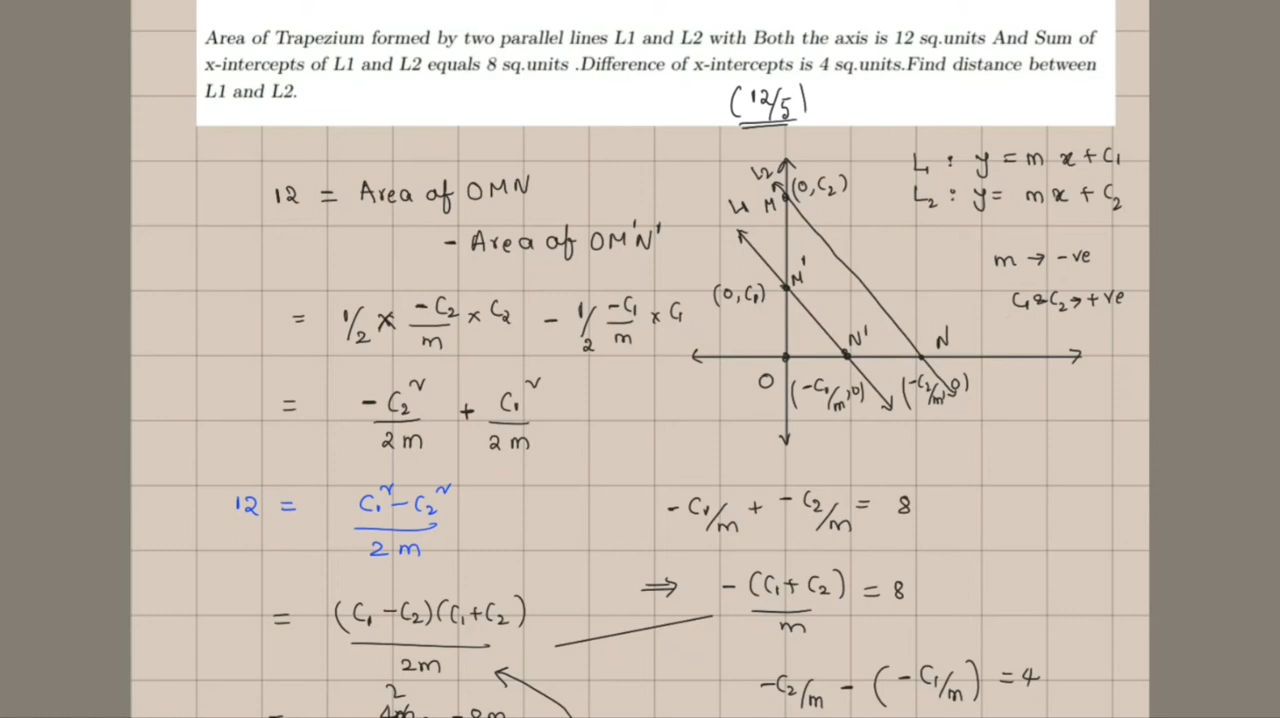 Area of Trapezium formed by two parallel lines L1 and L2 with Both the axis is 12 sq.units And Sum of
x-intercepts of L1 and L2 equals 8 sq.units .Difference of x-intercepts is 4 sq.units.Find distance between
L1 and L2.
(12/5)
L1 : y = m x + C1
L2 : y = m x + C2
m → -ve
C1 & C2 → +ve
L2
(0,C2)
L1
M
M'
(0,C1)
N'
N
O
(-C1/m,0)
(-C2/m,0)
12 = Area of OMN
- Area of OM'N'
= 1/2 × -C2/m × C2 - 1/2 -C1/m × C1
= -C2²/2m + C1²/2m
12 = C1² - C2²/2m
= (C1 - C2)(C1 + C2)/2m
-C1/m + -C2/m = 8
⇒ -(C1 + C2)/m = 8
-C2/m - (-C1/m) = 4